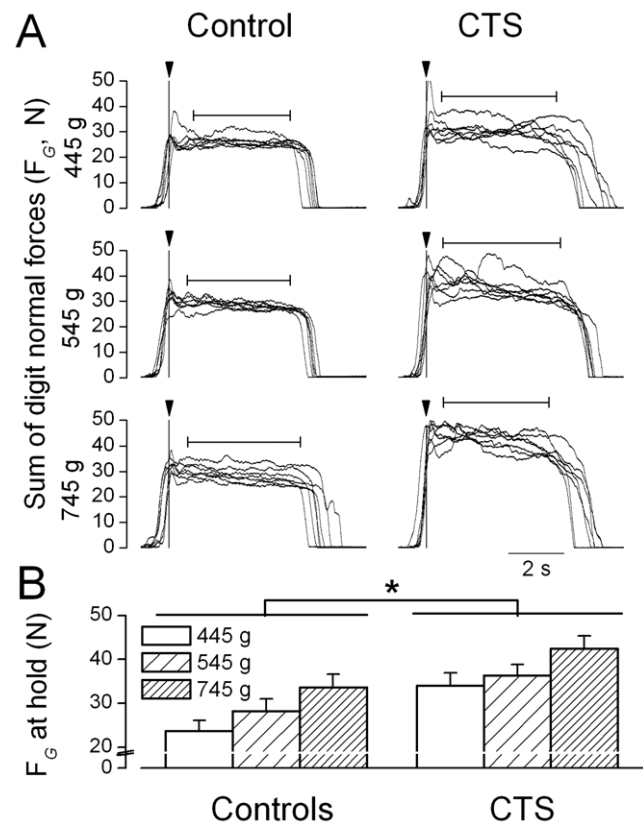 A
Control CTS
Sum of digit normal forces (F_G, N)
445 g
50
40
30
20
10
0
545 g
50
40
30
20
10
0
745 g
50
40
30
20
10
0
2 s
B
*
F_G at hold (N)
50
40
30
20
0
445 g
545 g
745 g
Controls CTS